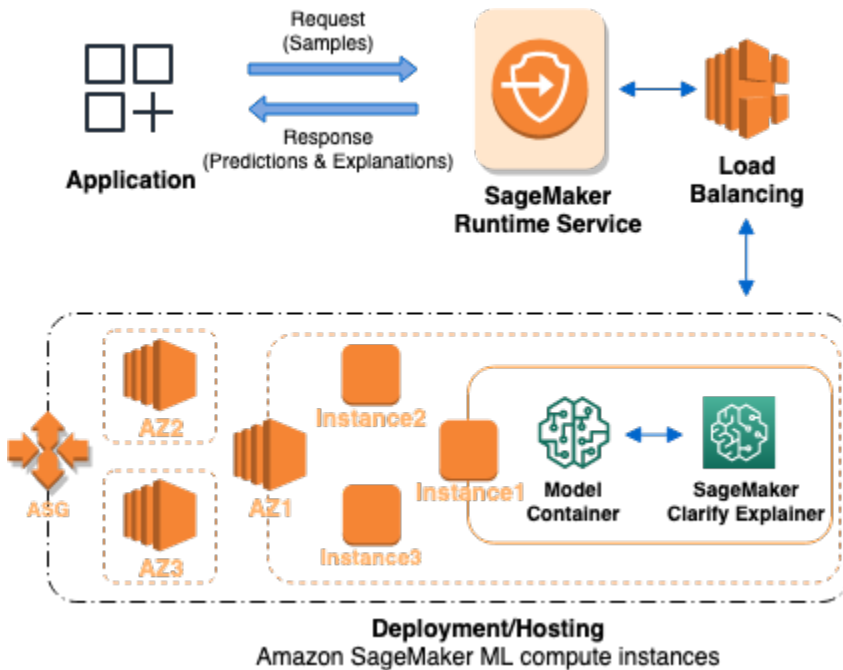 Request
(Samples)
Response
(Predictions & Explanations)
Application
SageMaker
Runtime Service
Load
Balancing
ASG
AZ2
AZ3
AZ1
Instance2
Instance1
Instance3
Model
Container
SageMaker
Clarify Explainer
Deployment/Hosting
Amazon SageMaker ML compute instances